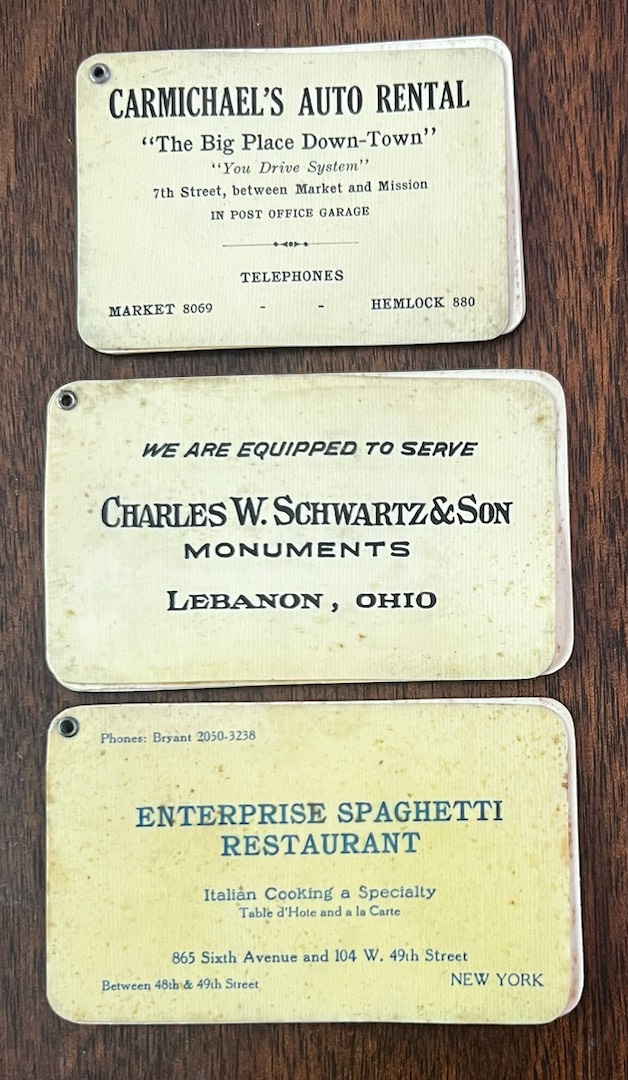 CARMICHAEL'S AUTO RENTAL
"The Big Place Down-Town"
"You Drive System"
7th Street, between Market and Mission
IN POST OFFICE GARAGE
TELEPHONES
MARKET 8069 - - HEMLOCK 880
WE ARE EQUIPPED TO SERVE
CHARLES W. SCHWARTZ & SON
MONUMENTS
LEBANON, OHIO
Phones: Bryant 2050-3238
ENTERPRISE SPAGHETTI
RESTAURANT
Italian Cooking a Specialty
Table d'Hote and a la Carte
865 Sixth Avenue and 104 W. 49th Street
Between 48th & 49th Street NEW YORK